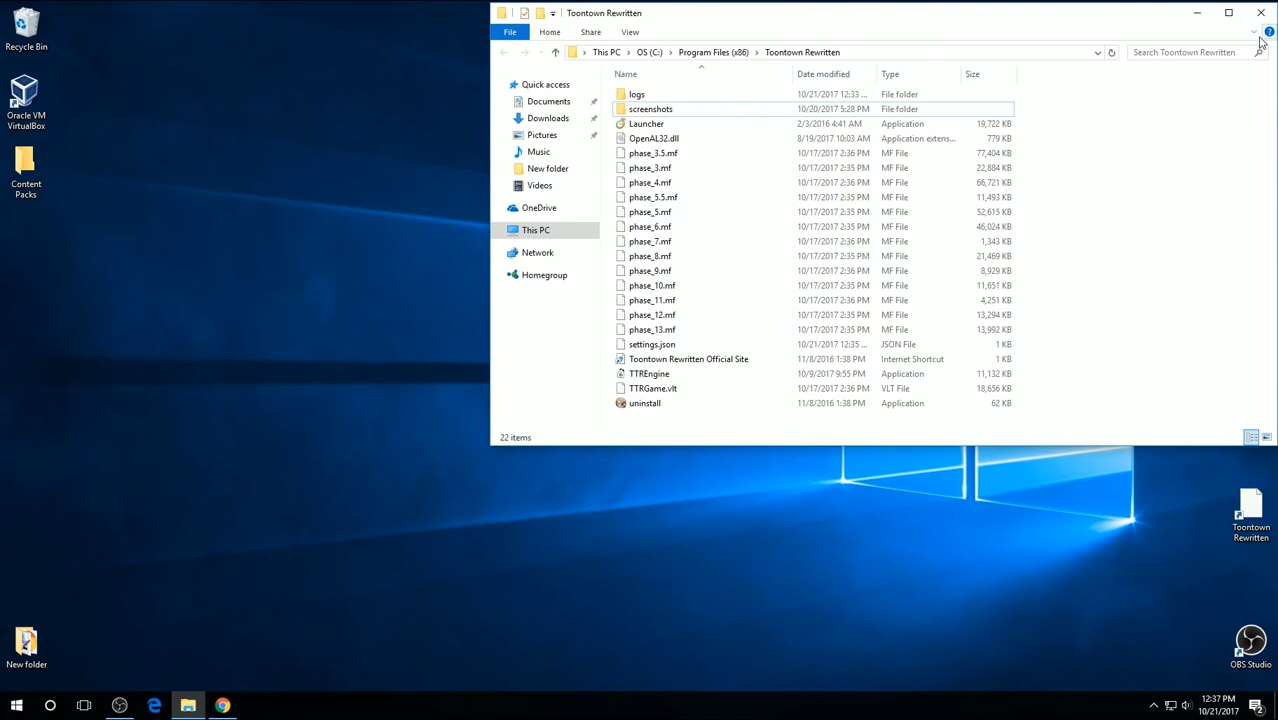 Toontown Rewritten
File Home Share View
This PC OS (C:) Program Files (x86) Toontown Rewritten Search Toontown Rewritten
Name Date modified Type Size
Quick access
Documents
Downloads
Pictures
Music
New folder
Videos
OneDrive
This PC
Network
Homegroup
logs 10/21/2017 12:33 ... File folder
screenshots 10/20/2017 5:28 PM File folder
Launcher 2/3/2016 4:41 AM Application 19,722 KB
OpenAL32.dll 8/19/2017 10:03 AM Application extens... 779 KB
phase_3.5.mf 10/17/2017 2:36 PM MF File 77,404 KB
phase_3.mf 10/17/2017 2:36 PM MF File 22,884 KB
phase_4.mf 10/17/2017 2:36 PM MF File 66,721 KB
phase_5.5.mf 10/17/2017 2:35 PM MF File 11,493 KB
phase_5.mf 10/17/2017 2:35 PM MF File 52,615 KB
phase_6.mf 10/17/2017 2:35 PM MF File 46,024 KB
phase_7.mf 10/17/2017 2:36 PM MF File 1,343 KB
phase_8.mf 10/17/2017 2:35 PM MF File 21,469 KB
phase_9.mf 10/17/2017 2:36 PM MF File 8,929 KB
phase_10.mf 10/17/2017 2:35 PM MF File 11,651 KB
phase_11.mf 10/17/2017 2:36 PM MF File 4,251 KB
phase_12.mf 10/17/2017 2:35 PM MF File 13,294 KB
phase_13.mf 10/17/2017 2:35 PM MF File 13,992 KB
settings.json 10/21/2017 12:35 ... JSON File 1 KB
Toontown Rewritten Official Site 11/8/2016 1:38 PM Internet Shortcut 1 KB
TTREngine 10/9/2017 9:55 PM Application 11,132 KB
TTRGame.vlt 10/17/2017 2:36 PM VLT File 18,656 KB
uninstall 11/8/2016 1:38 PM Application 62 KB
22 items
Recycle Bin
Oracle VM
VirtualBox
Content
Packs
New folder
Toontown
Rewritten
OBS Studio
12:37 PM
10/21/2017
2